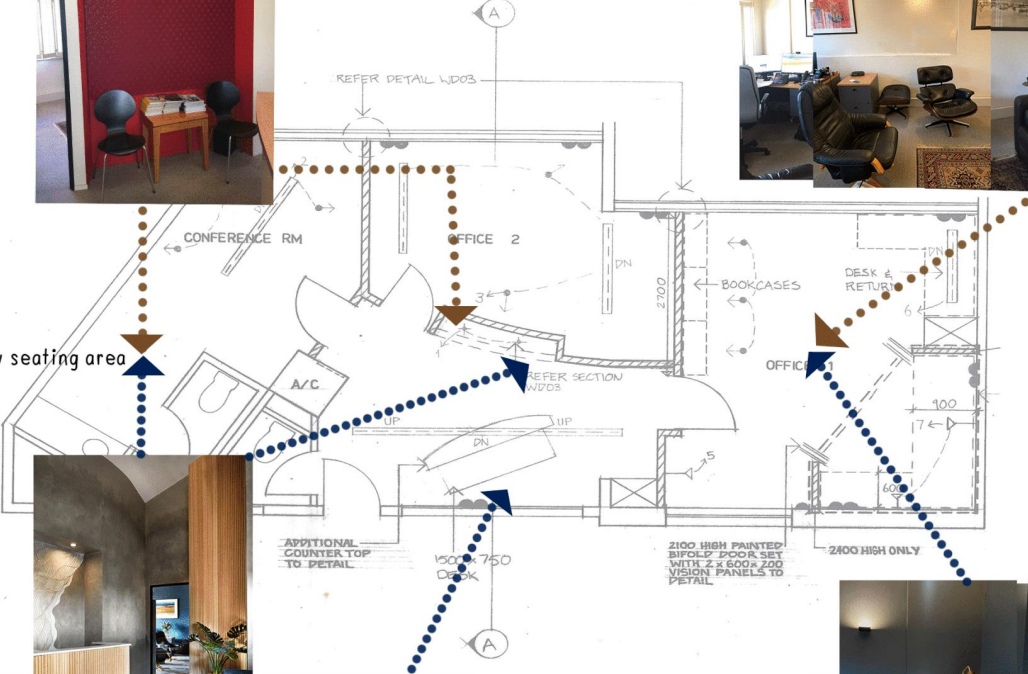 A
REFER DETAIL WD03
2
CONFERENCE RM
OFFICE 2
DN
3
1
2700
BOOKCASES
DESK &
RETURN
DN
6
seating area
OFFICE 1
REFER SECTION
WD03
A/C
UP
UP
DN
900
7
5
600
ADDITIONAL
COUNTER TOP
TO DETAIL
1500 x 750
DESK
2100 HIGH PAINTED
BIFOLD DOOR SET
WITH 2 x 600 x 200
VISION PANELS TO
DETAIL
2400 HIGH ONLY
A